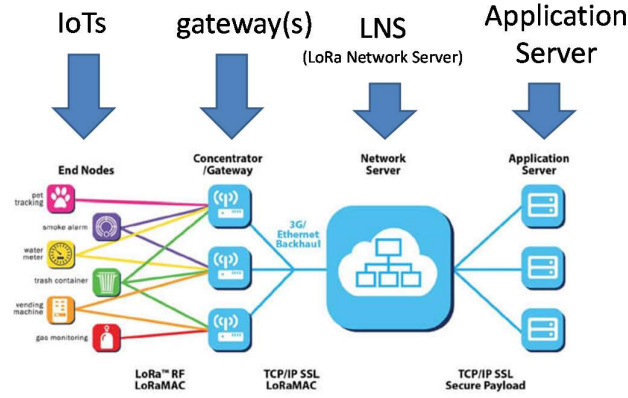 IoTs
gateway(s)
LNS
(LoRa Network Server)
Application
Server
End Nodes
Concentrator
/Gateway
Network
Server
Application
Server
pet
tracking
smoke alarm
water
meter
trash container
vending
machine
gas monitoring
3G/
Ethernet
Backhaul
LoRa™ RF
LoRaMAC
TCP/IP SSL
LoRaMAC
TCP/IP SSL
Secure Payload